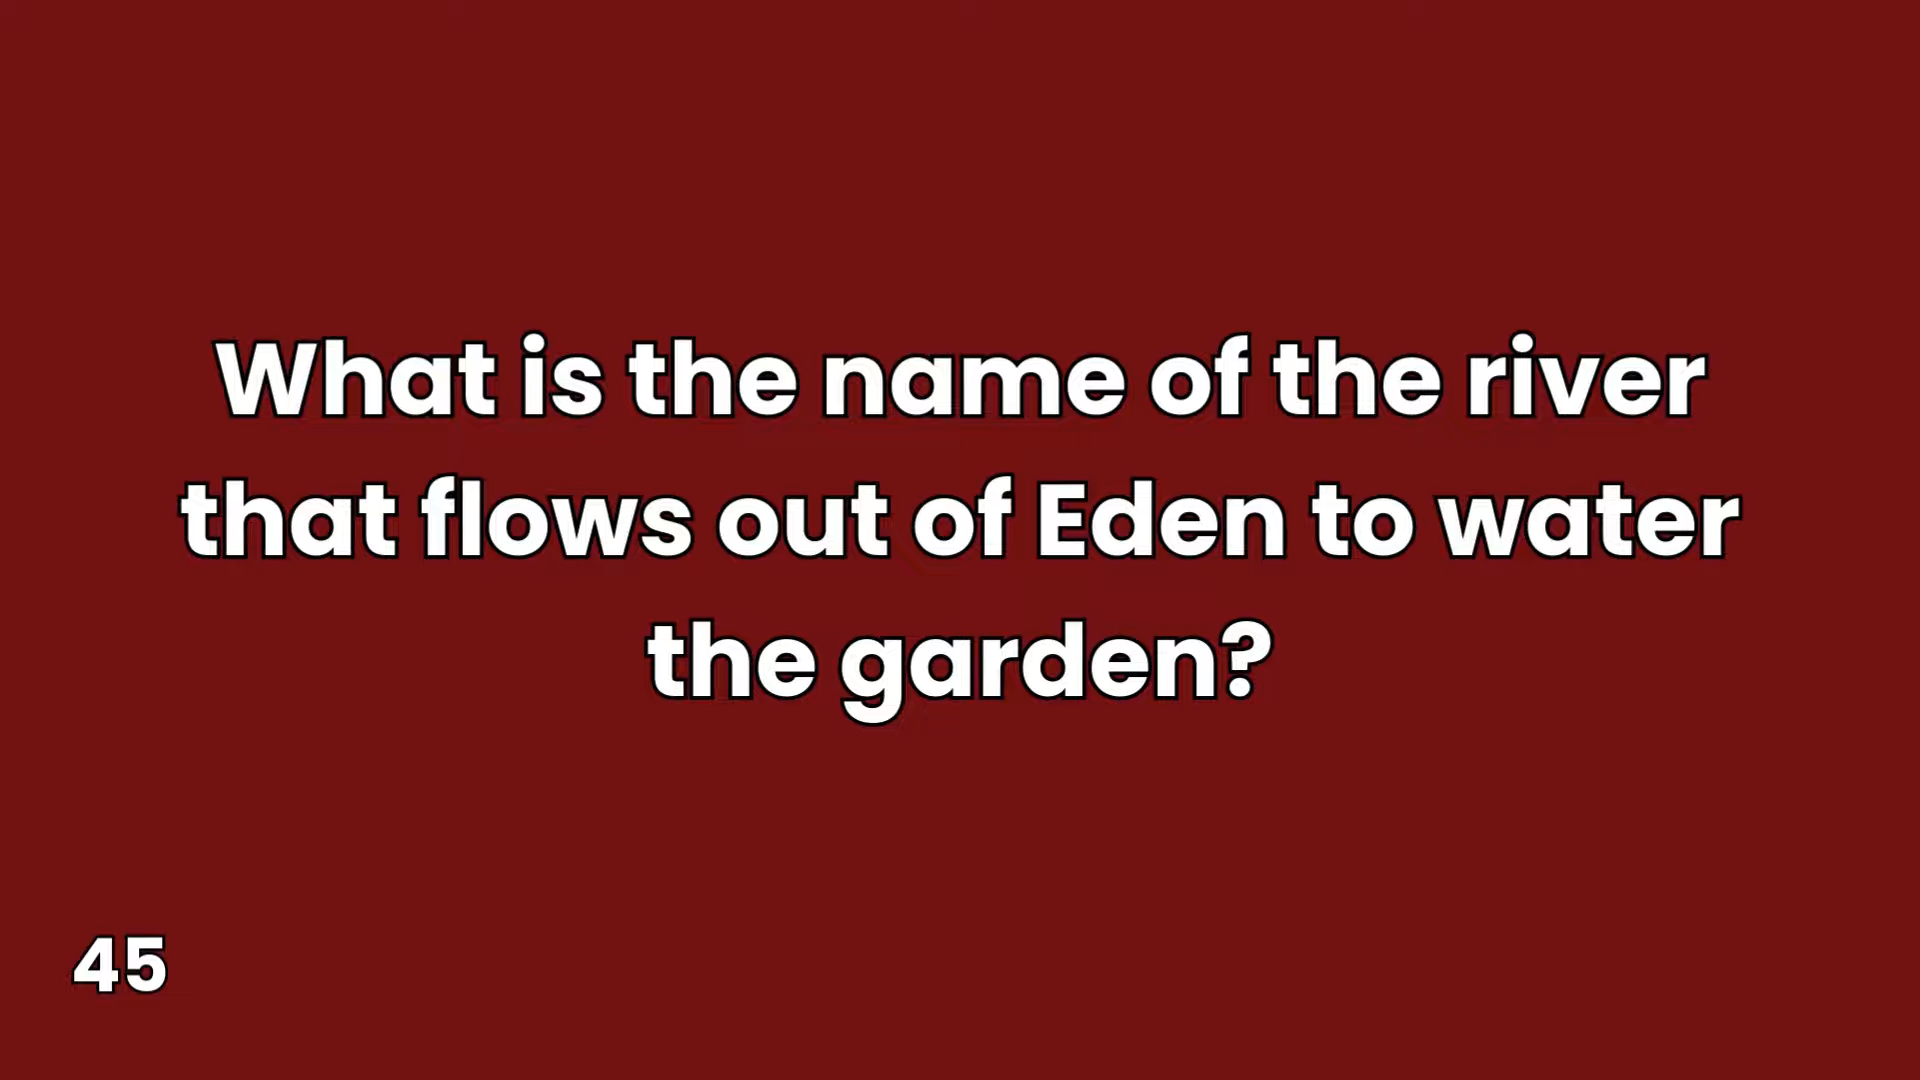 What is the name of the river
that flows out of Eden to water
the garden?
45